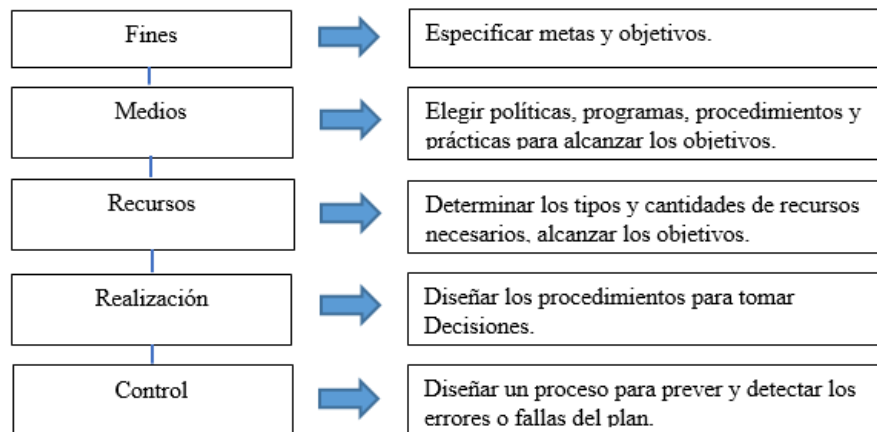 Fines
Especificar metas y objetivos.
Medios
Elegir políticas, programas, procedimientos y
prácticas para alcanzar los objetivos.
Recursos
Determinar los tipos y cantidades de recursos
necesarios, alcanzar los objetivos.
Realización
Diseñar los procedimientos para tomar
Decisiones.
Control
Diseñar un proceso para prever y detectar los
errores o fallas del plan.